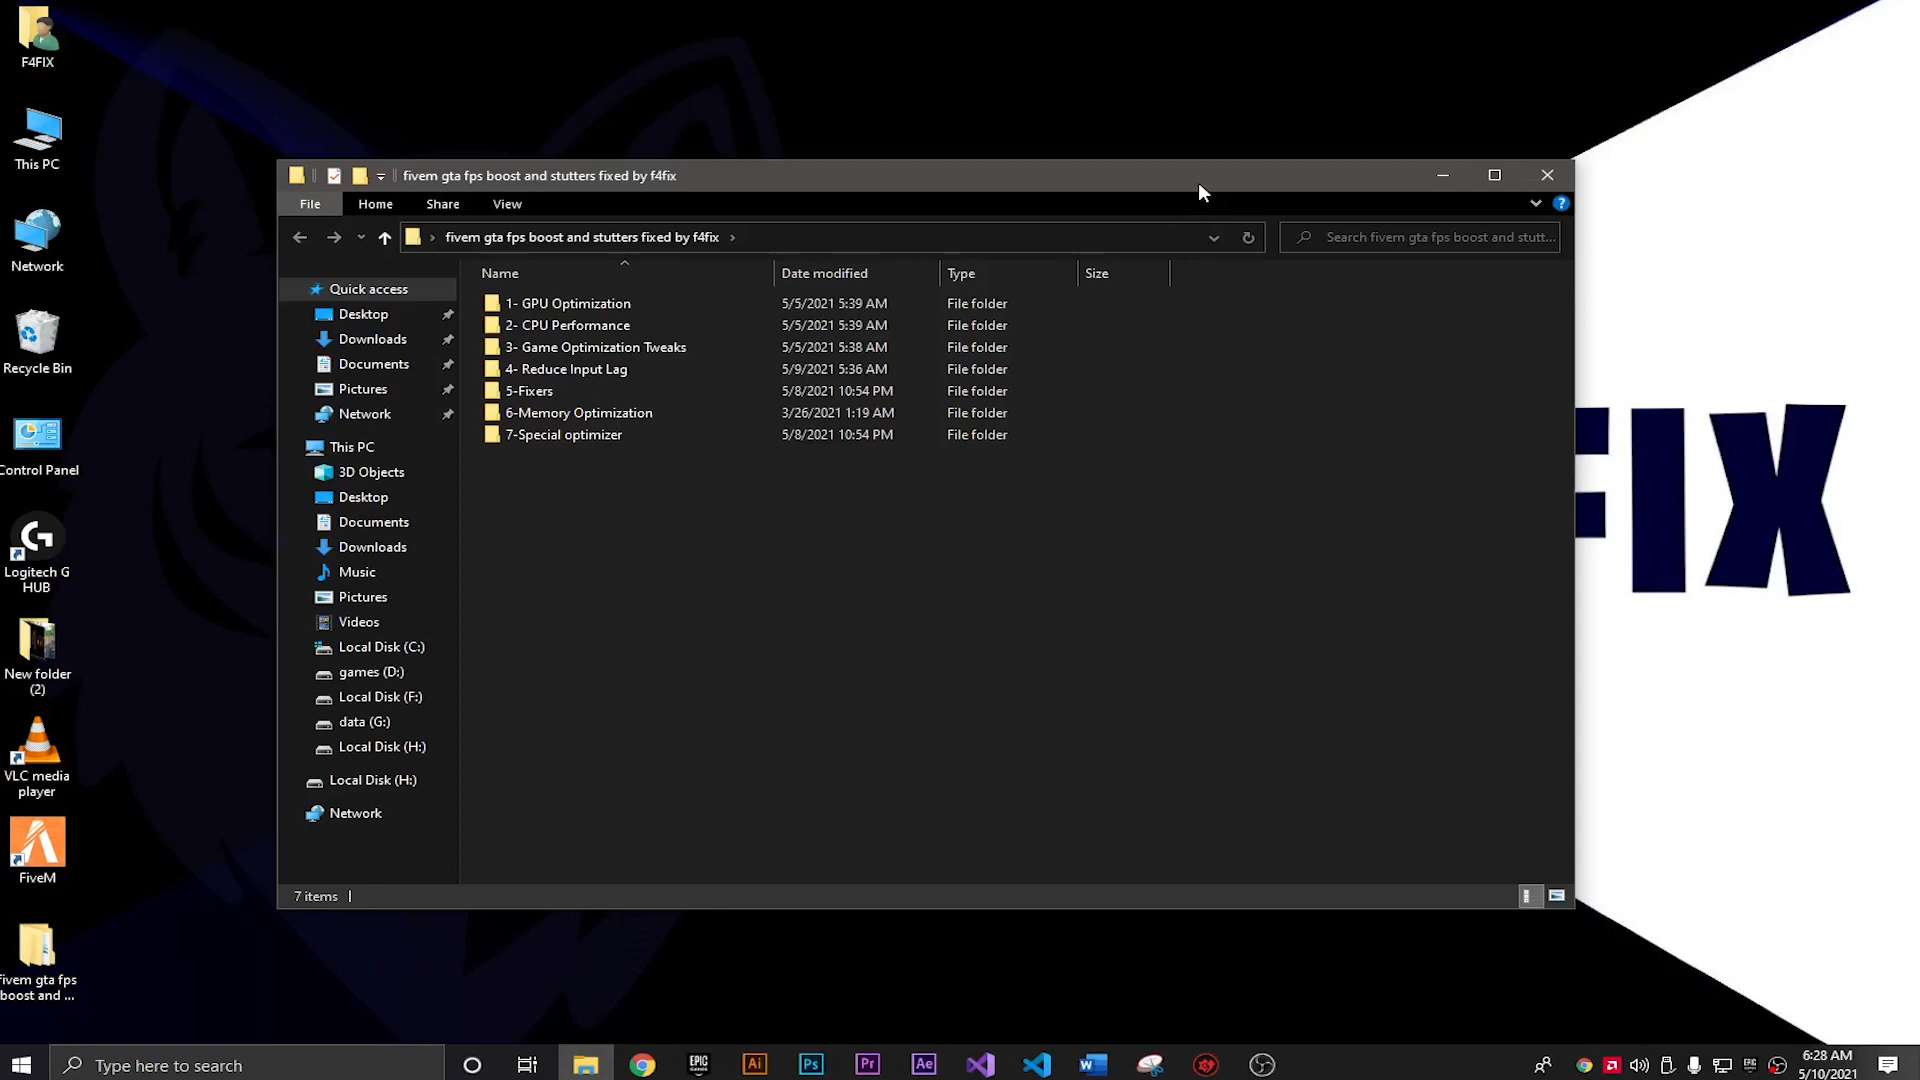 F4FIX
This PC
Network
Recycle Bin
Control Panel
Logitech G
HUB
New folder
(2)
VLC media
player
FiveM
fivem gta fps
boost and ...
fivem gta fps boost and stutters fixed by f4fix
File Home Share View
fivem gta fps boost and stutters fixed by f4fix
Search fivem gta fps boost and stutt...
Name Date modified Type Size
1- GPU Optimization 5/5/2021 5:39 AM File folder
2- CPU Performance 5/5/2021 5:39 AM File folder
3- Game Optimization Tweaks 5/5/2021 5:38 AM File folder
4- Reduce Input Lag 5/9/2021 5:36 AM File folder
5-Fixers 5/8/2021 10:54 PM File folder
6-Memory Optimization 3/26/2021 1:19 AM File folder
7-Special optimizer 5/8/2021 10:54 PM File folder
Quick access
Desktop
Downloads
Documents
Pictures
Network
This PC
3D Objects
Desktop
Documents
Downloads
Music
Pictures
Videos
Local Disk (C:)
games (D:)
Local Disk (F:)
data (G:)
Local Disk (H:)
Local Disk (H:)
Network
7 items
FIX
Type here to search
EPIC
GAMES
Ai
Ps
Pr
Ae
W
6:28 AM
5/10/2021